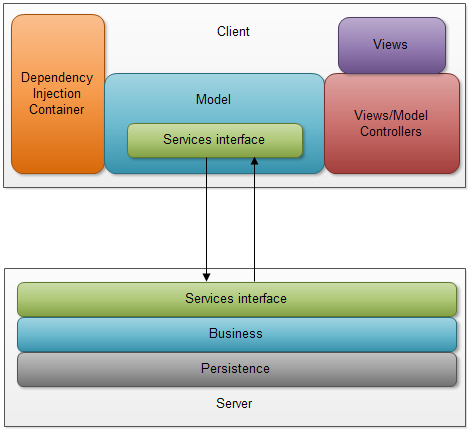 Client
Dependency
Injection
Container
Views
Model
Views/Model
Controllers
Services interface
Services interface
Business
Persistence
Server